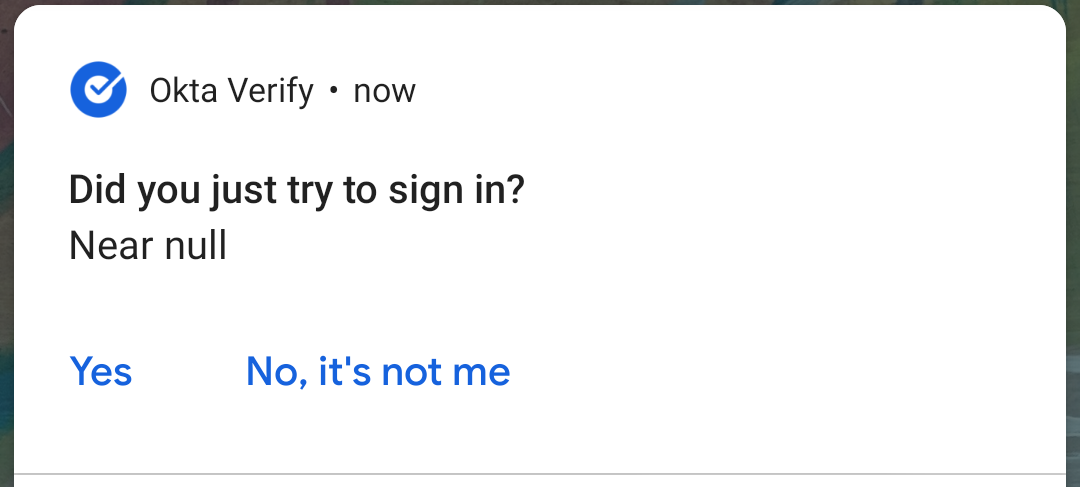 Okta Verify • now
Did you just try to sign in?
Near null
Yes No, it's not me